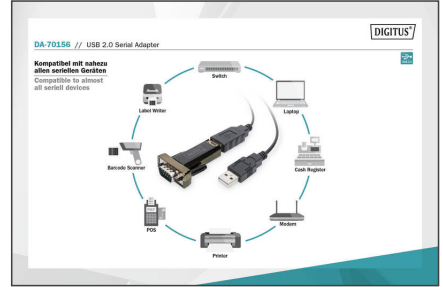 DIGITUS®
DA-70156 // USB 2.0 Serial Adapter
Kompatibel mit nahezu
allen seriellen Geräten
Compatible to almost
all seriell devices
Switch
Label Writer
Laptop
Barcode Scanner
Cash Register
POS
Modem
Printer